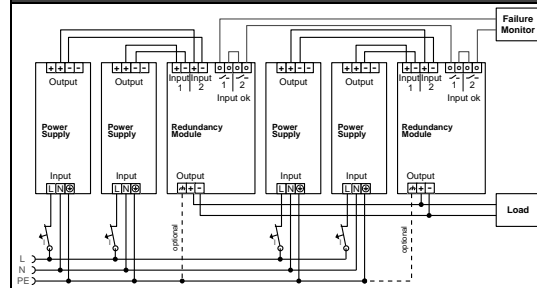 Failure
Monitor
+ + - -
Output
Power
Supply
Input
L N
+ + - -
Output
Power
Supply
Input
L N
+ - + -
Input Input
1 2
1 2
Input ok
Redundancy
Module
Output
+ -
+ + - -
Output
Power
Supply
Input
L N
+ + - -
Output
Power
Supply
Input
L N
+ - + -
Input Input
1 2
1 2
Input ok
Redundancy
Module
Output
+ -
Load
optional
optional
I
I
I
I
L
N
PE